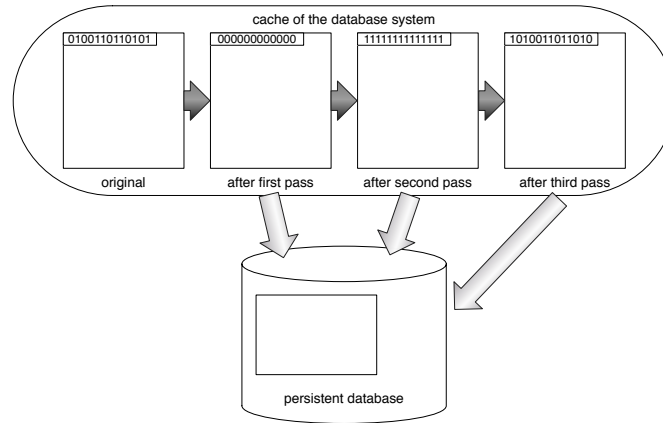 cache of the database system
0100110110101
000000000000
11111111111111
1010011011010
original
after first pass
after second pass
after third pass
persistent database